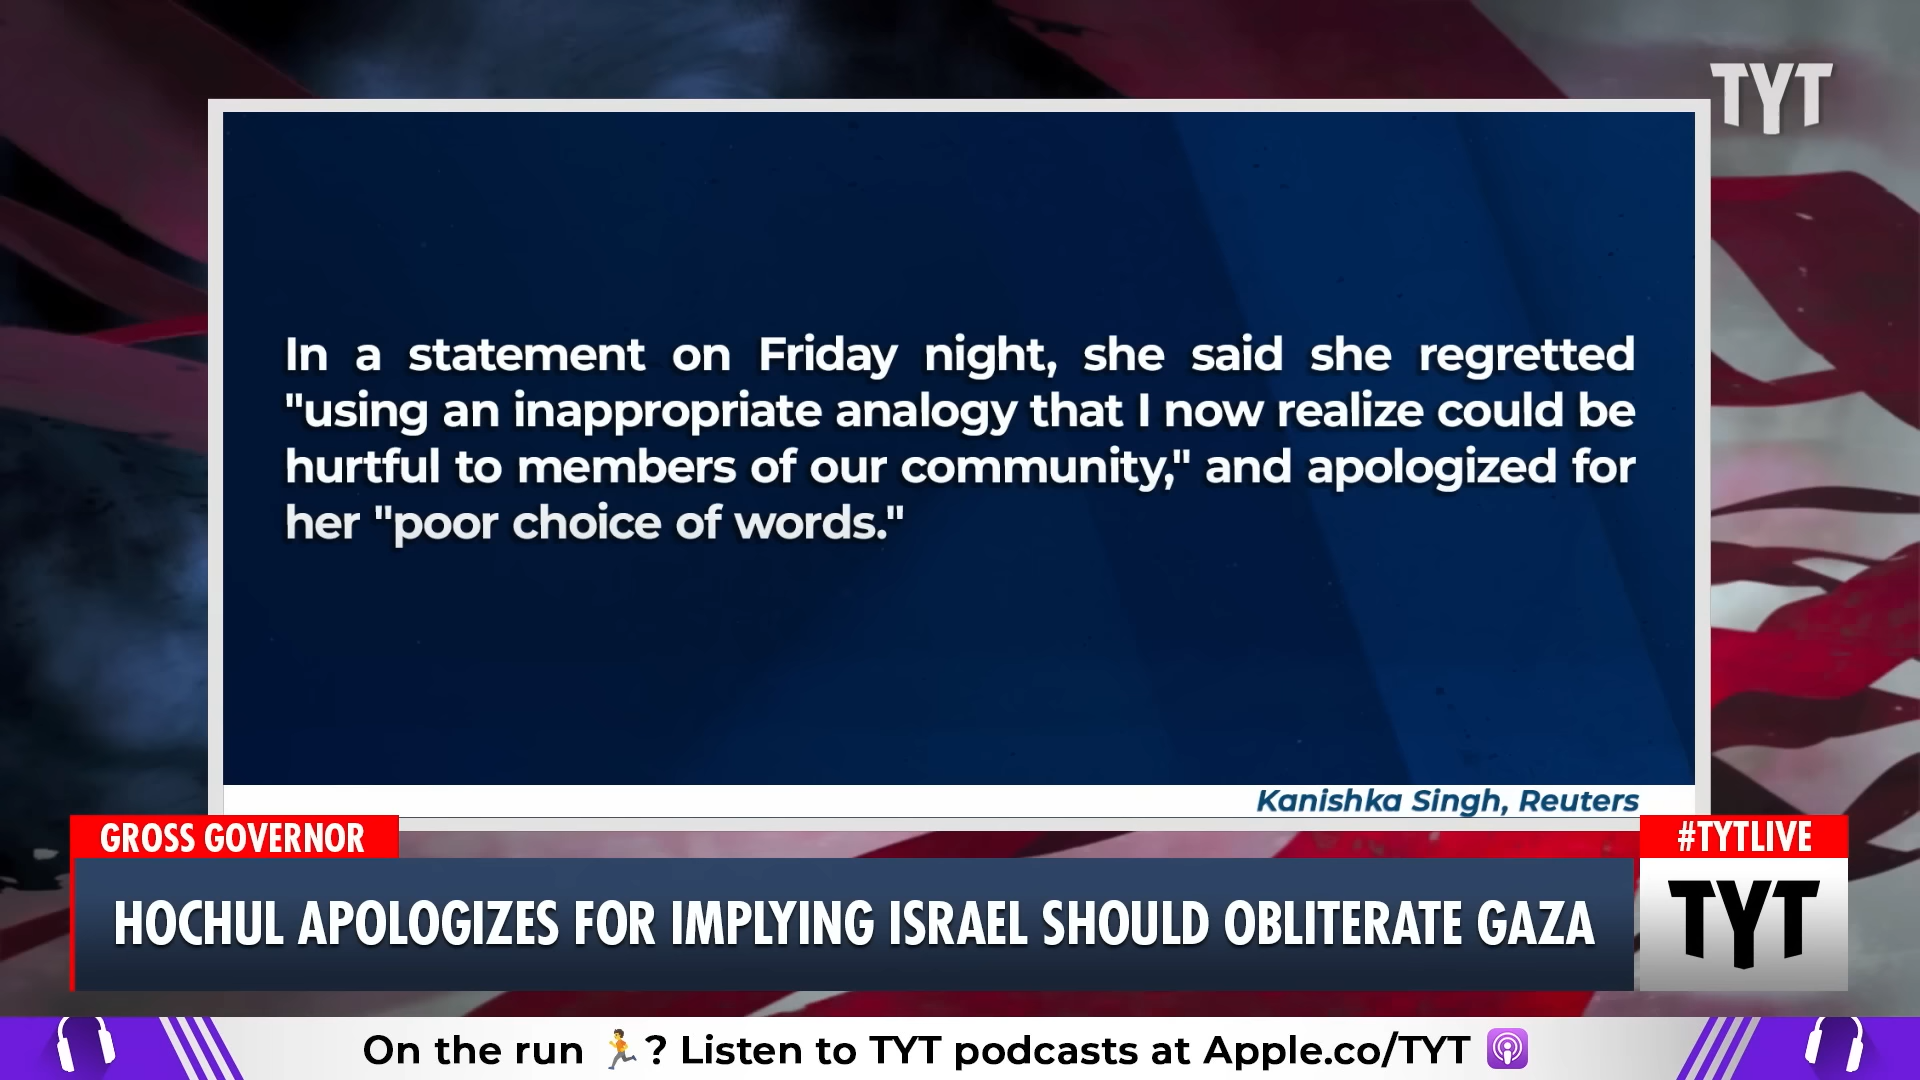 TYT
In a statement on Friday night, she said she regretted
"using an inappropriate analogy that I now realize could be
hurtful to members of our community," and apologized for
her "poor choice of words."
Kanishka Singh, Reuters
GROSS GOVERNOR
#TYTLIVE
HOCHUL APOLOGIZES FOR IMPLYING ISRAEL SHOULD OBLITERATE GAZA
TYT
On the run 🏃? Listen to TYT podcasts at Apple.co/TYT